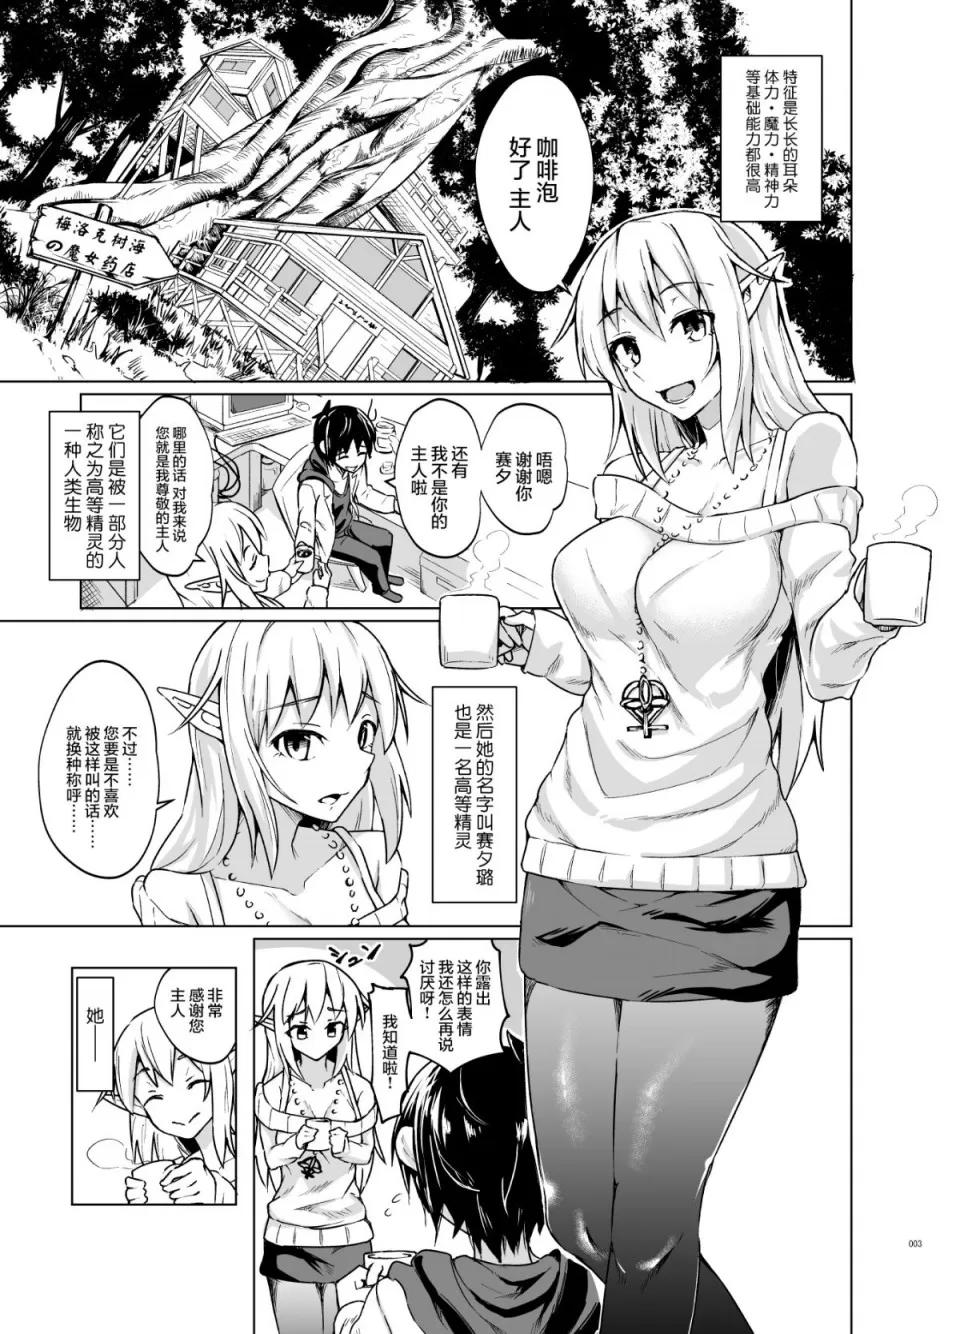 特征是长长的耳朵
体力・魔力・精神力
等基础能力都很高
咖啡泡
好了 主人
梅洛克树海
の魔女药店
唔嗯
谢谢你
赛夕
还有
我不是你的
主人啦
哪里的话 对我来说
您就是我尊敬的主人
它们是被一部分人
称之为高等精灵的
一种人类生物
然后她的名字叫赛夕璐
也是一名高等精灵
不过……
您要是不喜欢
被这样叫的话……
就换种称呼……
你露出
这样的表情
我还怎么再说
讨厌呀！
我知道啦！
シュン
非常
感谢您
主人
她——
003